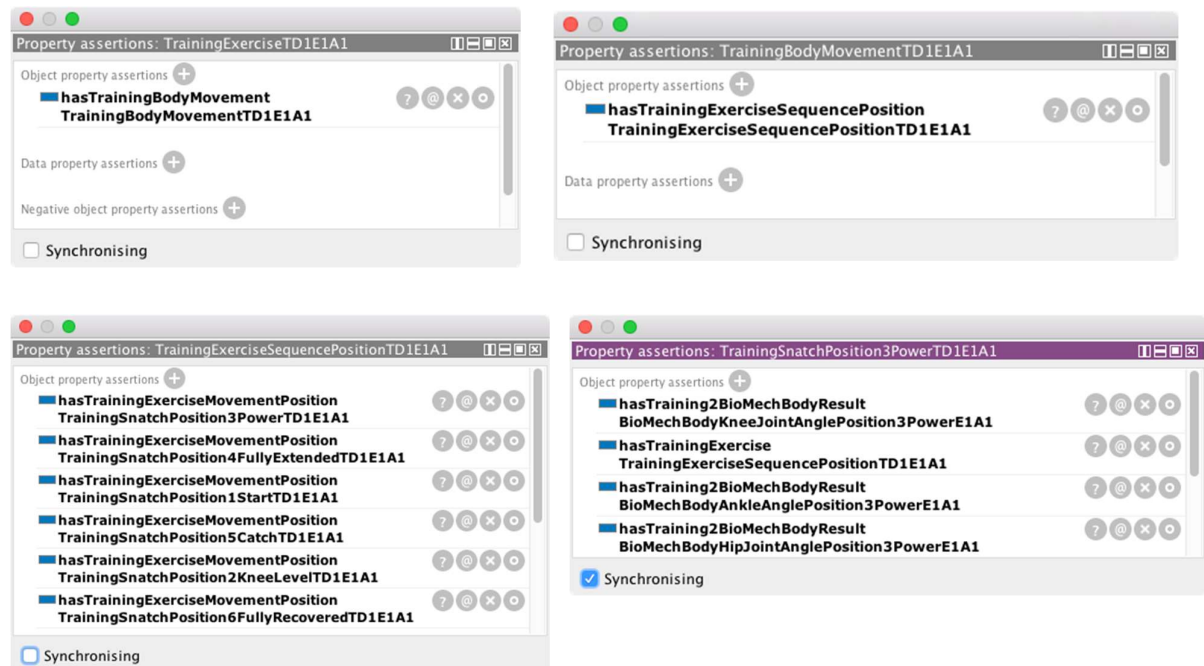 Property assertions: TrainingExerciseTD1E1A1
Object property assertions
hasTrainingBodyMovement
TrainingBodyMovementTD1E1A1
Data property assertions
Negative object property assertions
Synchronising
Property assertions: TrainingBodyMovementTD1E1A1
Object property assertions
hasTrainingExerciseSequencePosition
TrainingExerciseSequencePositionTD1E1A1
Data property assertions
Synchronising
Property assertions: TrainingExerciseSequencePositionTD1E1A1
Object property assertions
hasTrainingExerciseMovementPosition
TrainingSnatchPosition3PowerTD1E1A1
hasTrainingExerciseMovementPosition
TrainingSnatchPosition4FullyExtendedTD1E1A1
hasTrainingExerciseMovementPosition
TrainingSnatchPosition1StartTD1E1A1
hasTrainingExerciseMovementPosition
TrainingSnatchPosition5CatchTD1E1A1
hasTrainingExerciseMovementPosition
TrainingSnatchPosition2KneeLevelTD1E1A1
hasTrainingExerciseMovementPosition
TrainingSnatchPosition6FullyRecoveredTD1E1A1
Synchronising
Property assertions: TrainingSnatchPosition3PowerTD1E1A1
Object property assertions
hasTraining2BioMechBodyResult
BioMechBodyKneeJointAnglePosition3PowerE1A1
hasTrainingExercise
TrainingExerciseSequencePositionTD1E1A1
hasTraining2BioMechBodyResult
BioMechBodyAnkleAnglePosition3PowerE1A1
hasTraining2BioMechBodyResult
BioMechBodyHipJointAnglePosition3PowerE1A1
Synchronising